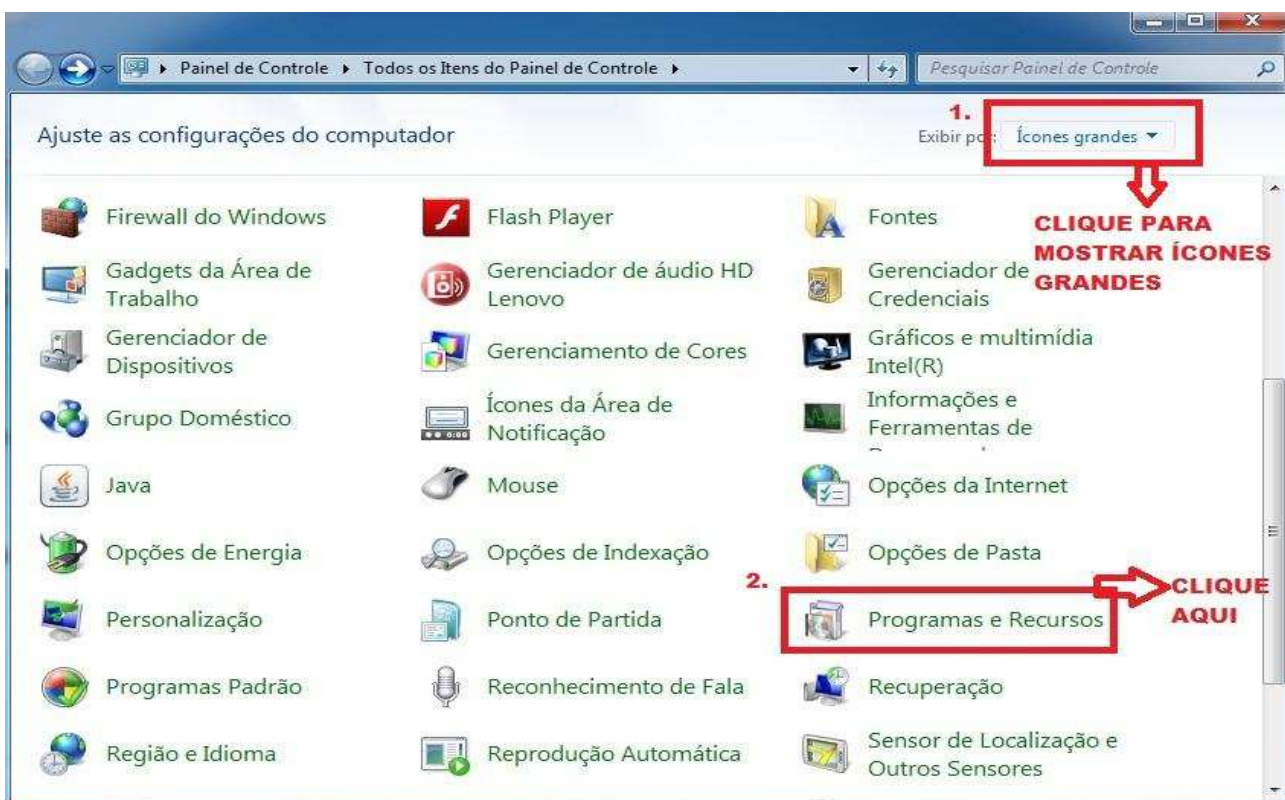 Painel de Controle
Todos os Itens do Painel de Controle
Pesquisar Painel de Controle
1.
Ajuste as configurações do computador
Exibir por:
Ícones grandes
CLIQUE PARA
MOSTRAR ÍCONES
GRANDES
Firewall do Windows
Flash Player
Fontes
Gadgets da Área de
Trabalho
Gerenciador de áudio HD
Lenovo
Gerenciador de
Credenciais
Gerenciador de
Dispositivos
Gerenciamento de Cores
Gráficos e multimídia
Intel(R)
Grupo Doméstico
Ícones da Área de
Notificação
Informações e
Ferramentas de
Java
Mouse
Opções da Internet
Opções de Energia
Opções de Indexação
Opções de Pasta
2.
Personalização
Ponto de Partida
Programas e Recursos
CLIQUE
AQUI
Programas Padrão
Reconhecimento de Fala
Recuperação
Região e Idioma
Reprodução Automática
Sensor de Localização e
Outros Sensores